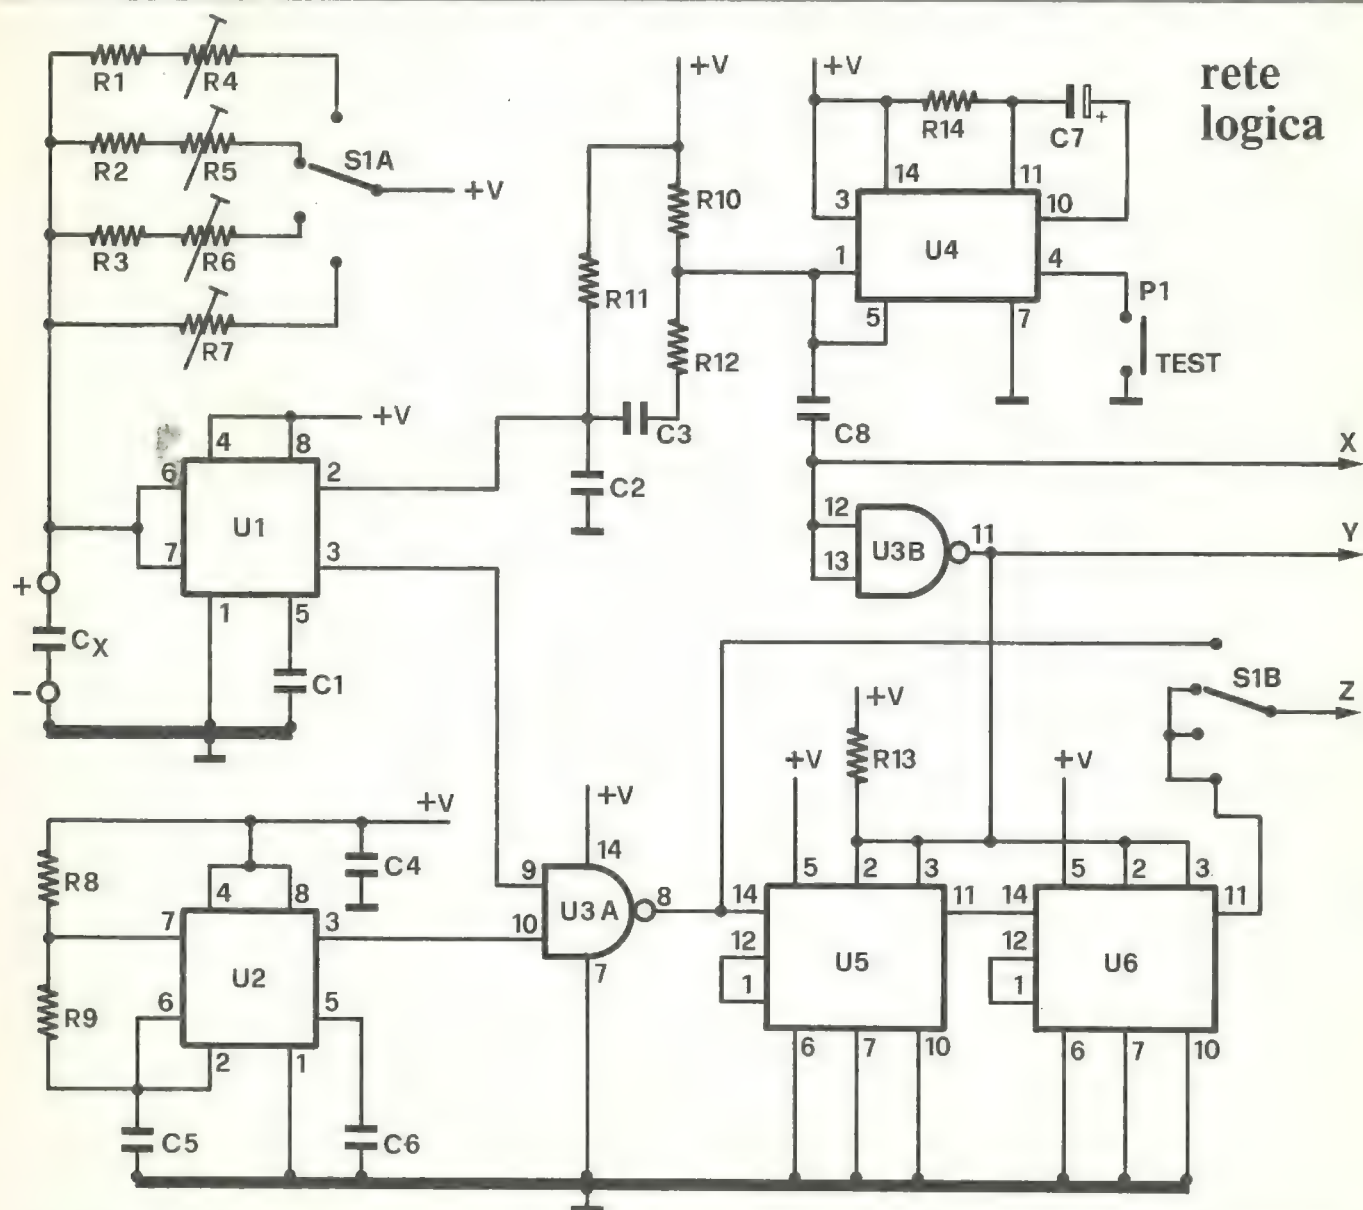 rete
logica
R1 R4
R2 R5
S1A
+V
R3 R6
R7
+V
R10
R11
R12
C3
C2
+V
R14
C7
+
14 11
3 10
U4
1 4
5 7
P1
TEST
C8
X
12
13
U3B
11
Y
+V
4 8
6 2
U1
7 3
1 5
+
CX
-
C1
S1B
Z
+V
R8
C4
4 8
7 3
U2
6 5
R9
2 1
C5
C6
+V
14
9
10
U3A
8
7
+V
R13
+V
5 2 3
14 11
12
U5
1
6 7 10
+V
5 2 3
14 11
12
U6
1
6 7 10